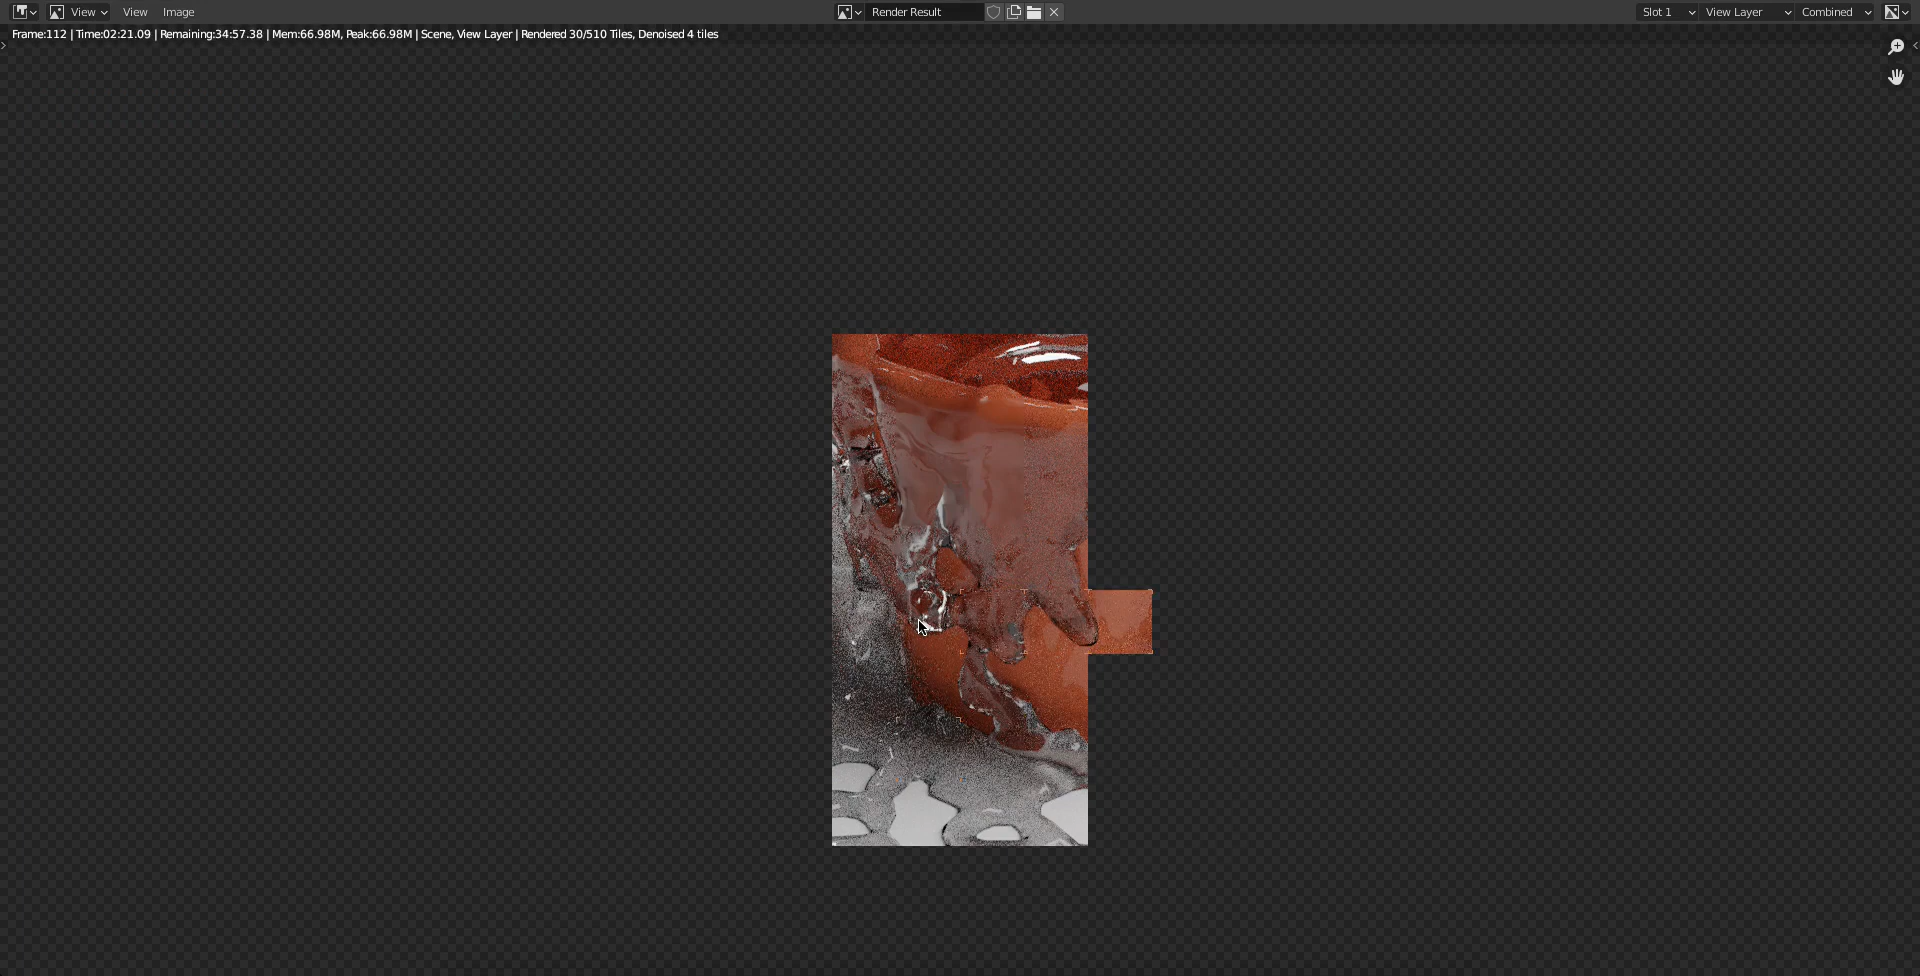 View View Image Render Result Slot 1 View Layer Combined
Frame:112 | Time:02:21.09 | Remaining:34:57.38 | Mem:66.98M, Peak:66.98M | Scene, View Layer | Rendered 30/510 Tiles, Denoised 4 tiles